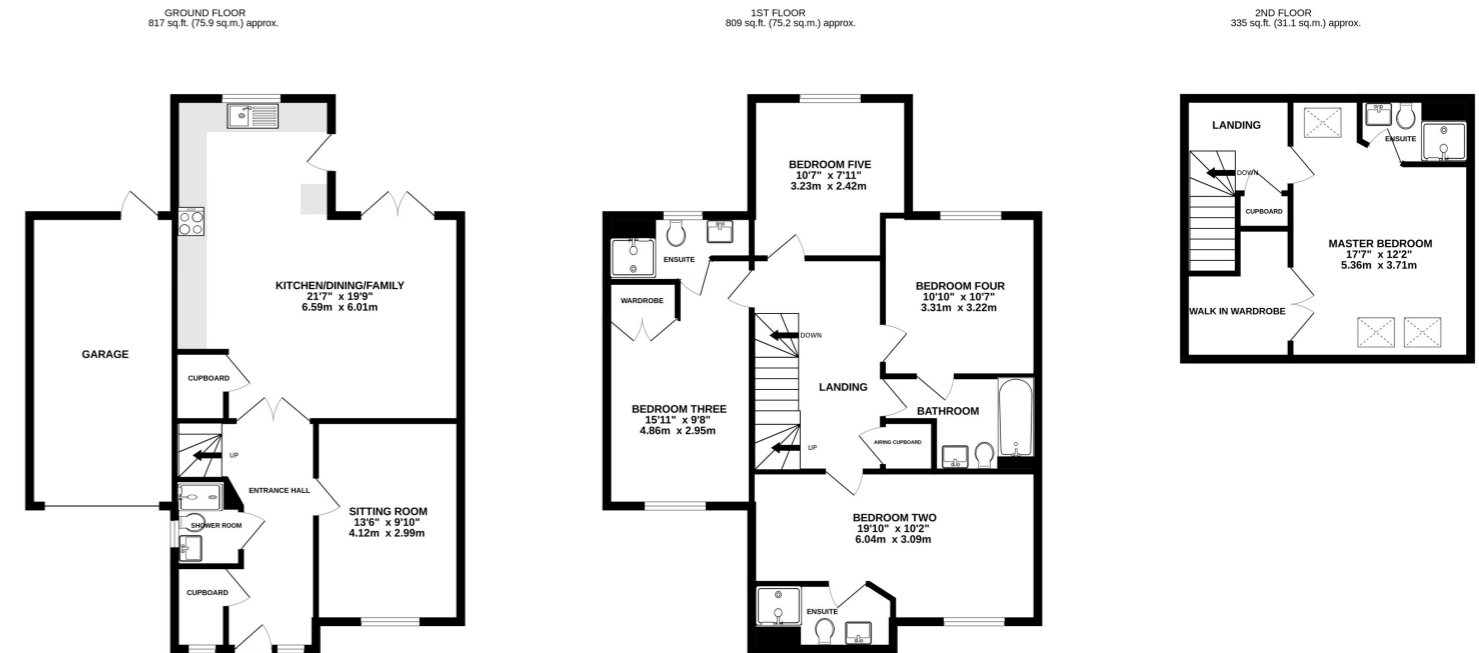 GROUND FLOOR
817 sq.ft. (75.9 sq.m.) approx.
KITCHEN/DINING/FAMILY
21'7" x 19'9"
6.59m x 6.01m
GARAGE
CUPBOARD
UP
ENTRANCE HALL
SITTING ROOM
13'6" x 9'10"
4.12m x 2.99m
SHOWER ROOM
CUPBOARD
1ST FLOOR
809 sq.ft. (75.2 sq.m.) approx.
BEDROOM FIVE
10'7" x 7'11"
3.23m x 2.42m
ENSUITE
WARDROBE
BEDROOM FOUR
10'10" x 10'7"
3.31m x 3.22m
DOWN
LANDING
BEDROOM THREE
15'11" x 9'8"
4.86m x 2.95m
BATHROOM
AIRING CUPBOARD
UP
BEDROOM TWO
19'10" x 10'2"
6.04m x 3.09m
ENSUITE
2ND FLOOR
335 sq.ft. (31.1 sq.m.) approx.
LANDING
ENSUITE
DOWN
CUPBOARD
MASTER BEDROOM
17'7" x 12'2"
5.36m x 3.71m
WALK IN WARDROBE